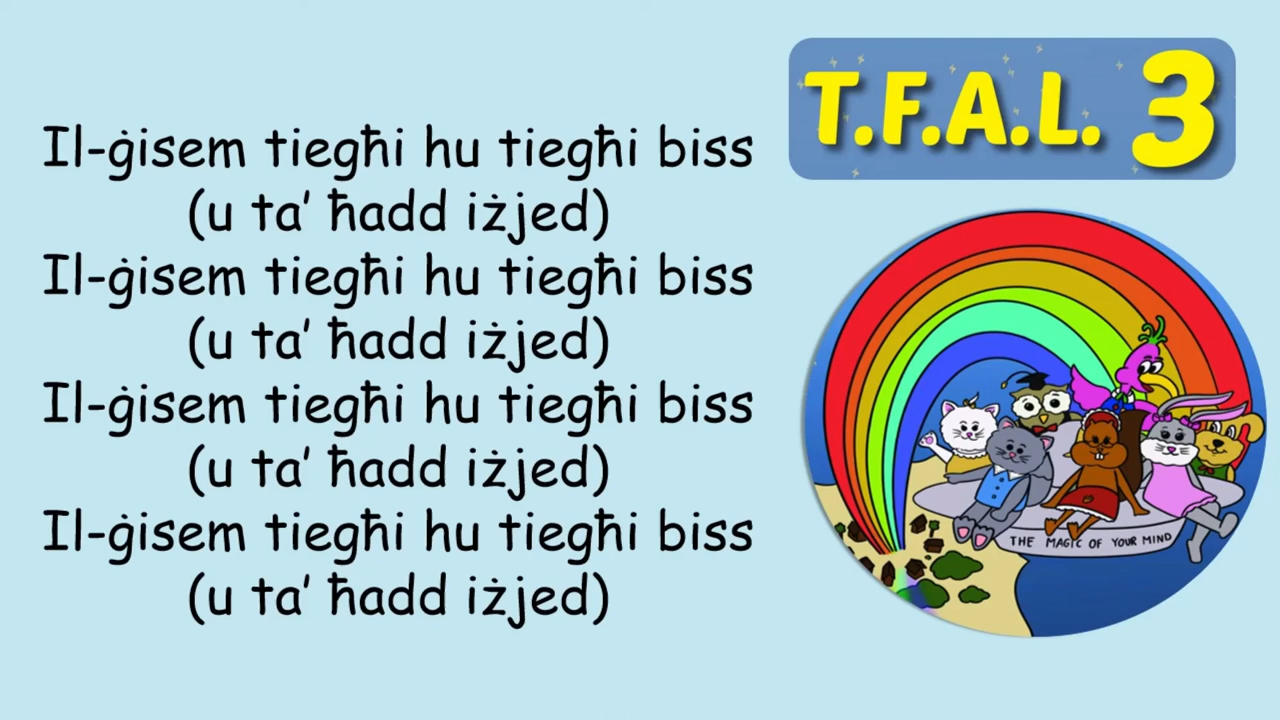 Il-ġisem tiegħi hu tiegħi biss
(u ta’ ħadd iżjed)
Il-ġisem tiegħi hu tiegħi biss
(u ta’ ħadd iżjed)
Il-ġisem tiegħi hu tiegħi biss
(u ta’ ħadd iżjed)
Il-ġisem tiegħi hu tiegħi biss
(u ta’ ħadd iżjed)
T.F.A.L. 3
THE MAGIC OF YOUR MIND